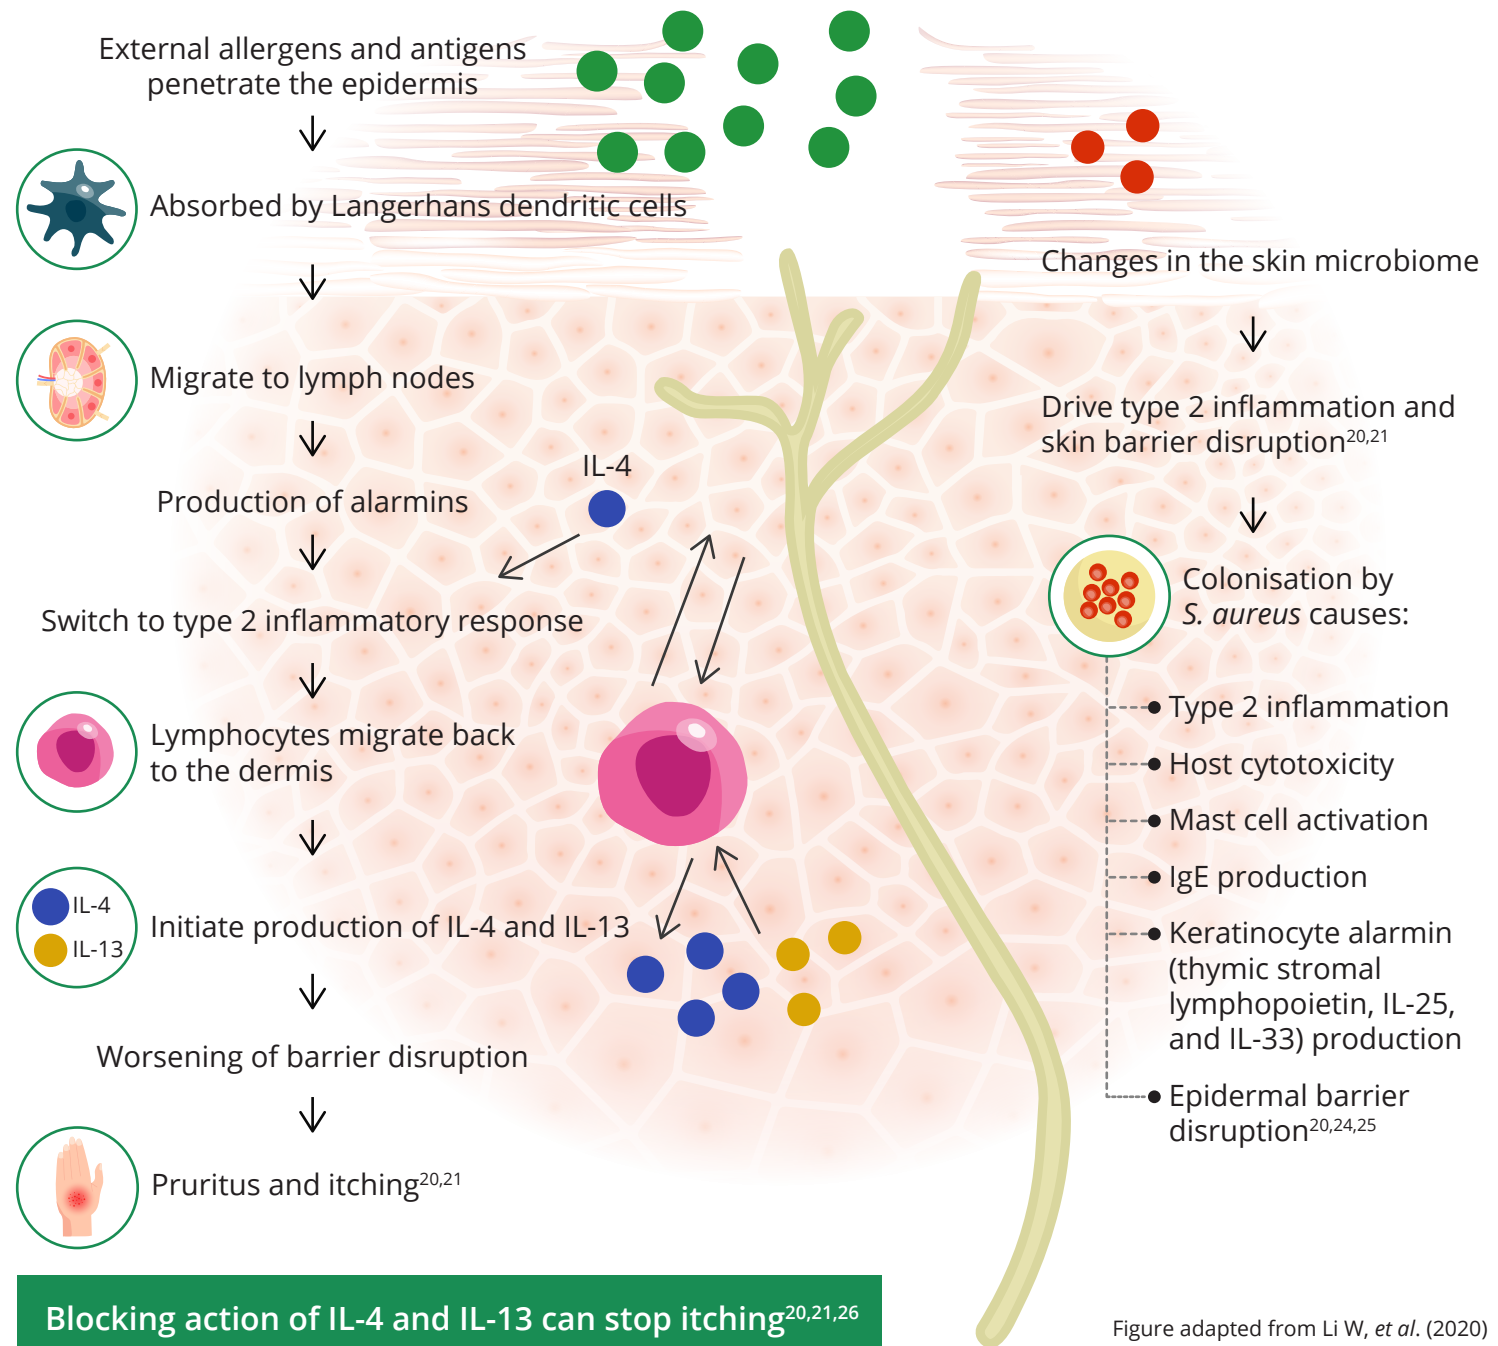 External allergens and antigens
penetrate the epidermis
Absorbed by Langerhans dendritic cells
Migrate to lymph nodes
Production of alarmins
IL-4
Switch to type 2 inflammatory response
Lymphocytes migrate back
to the dermis
IL-4
IL-13
Initiate production of IL-4 and IL-13
Worsening of barrier disruption
Pruritus and itching20,21
Blocking action of IL-4 and IL-13 can stop itching20,21,26
Changes in the skin microbiome
Drive type 2 inflammation and
skin barrier disruption20,21
Colonisation by
S. aureus causes:
Type 2 inflammation
Host cytotoxicity
Mast cell activation
IgE production
Keratinocyte alarmin
(thymic stromal
lymphopoietin, IL-25,
and IL-33) production
Epidermal barrier
disruption20,24,25
Figure adapted from Li W, et al. (2020)